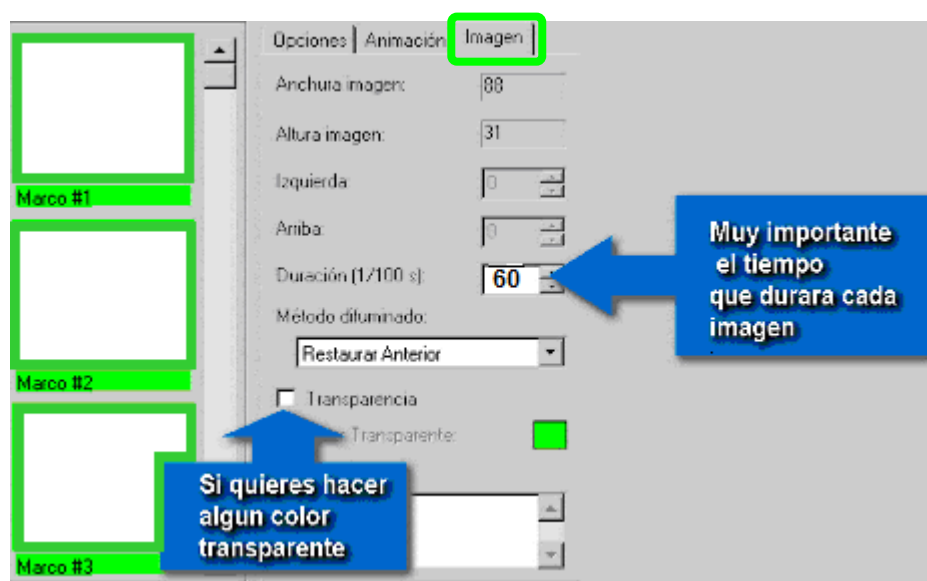 Opciones Animación Imagen
Anchura imagen: 88
Altura imagen: 31
Izquierda 0
Marco #1
Arriba: 0
Muy importante
el tiempo
que durara cada
imagen
Duración (1/100 s): 60
Método difuminado:
Restaurar Anterior
Marco #2
Transparencia
Transparente:
Si quieres hacer
algun color
transparente
Marco #3